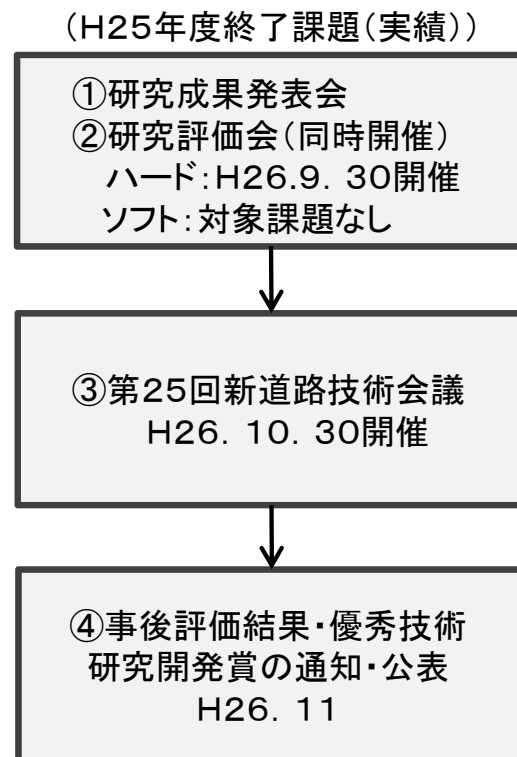 （H25年度終了課題（実績））
①研究成果発表会
②研究評価会（同時開催）
ハード：H26.9．30開催
ソフト：対象課題なし
③第25回新道路技術会議
H26．10．30開催
④事後評価結果・優秀技術
研究開発賞の通知・公表
H26．11